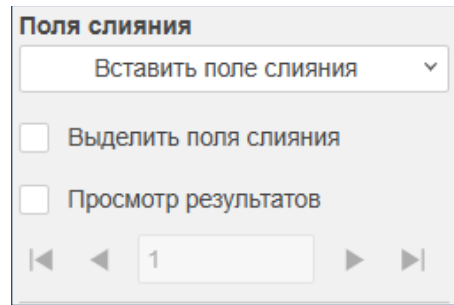 Поля слияния
Вставить поле слияния
Выделить поля слияния
Просмотр результатов
1